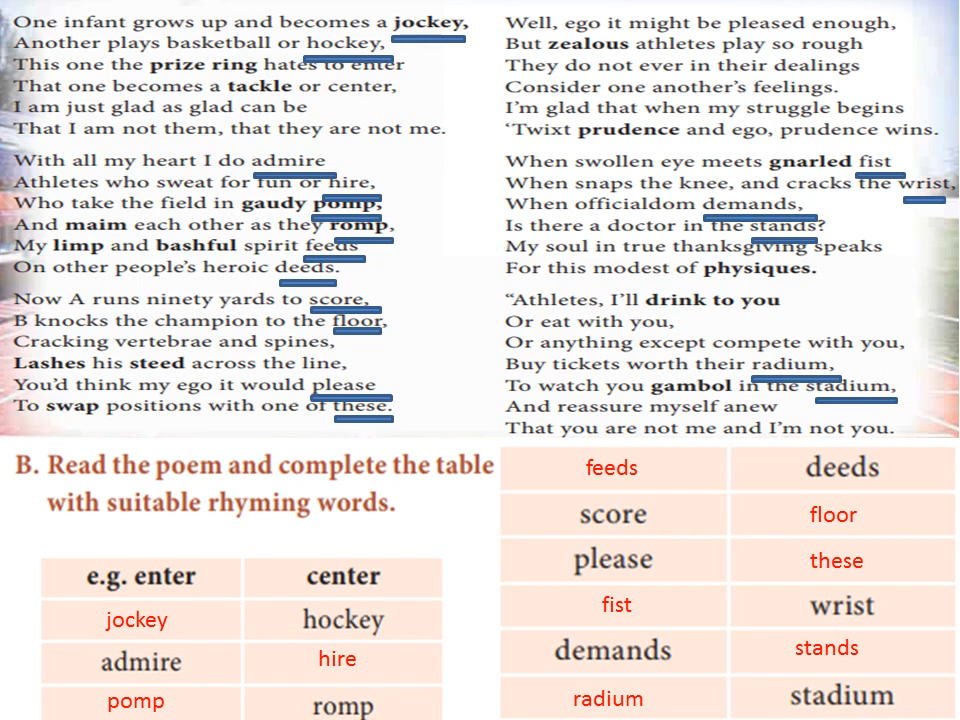 One infant grows up and becomes a jockey,
Another plays basketball or hockey,
This one the prize ring hates to enter
That one becomes a tackle or center,
I am just glad as glad can be
That I am not them, that they are not me.
With all my heart I do admire
Athletes who sweat for fun or hire,
Who take the field in gaudy pomp,
And maim each other as they romp,
My limp and bashful spirit feeds
On other people's heroic deeds.
Now A runs ninety yards to score,
B knocks the champion to the floor,
Cracking vertebrae and spines,
Lashes his steed across the line,
You'd think my ego it would please
To swap positions with one of these.
Well, ego it might be pleased enough,
But zealous athletes play so rough
They do not ever in their dealings
Consider one another's feelings.
I'm glad that when my struggle begins
'Twixt prudence and ego, prudence wins.
When swollen eye meets gnarled fist
When snaps the knee, and cracks the wrist,
When officialdom demands,
Is there a doctor in the stands?
My soul in true thanksgiving speaks
For this modest of physiques.
“Athletes, I'll drink to you
Or eat with you,
Or anything except compete with you,
Buy tickets worth their radium,
To watch you gambol in the stadium,
And reassure myself anew
That you are not me and I'm not you.
B. Read the poem and complete the table
with suitable rhyming words.
e.g. enter center
jockey hockey
admire hire
pomp romp
feeds deeds
score floor
please these
fist wrist
demands stands
radium stadium